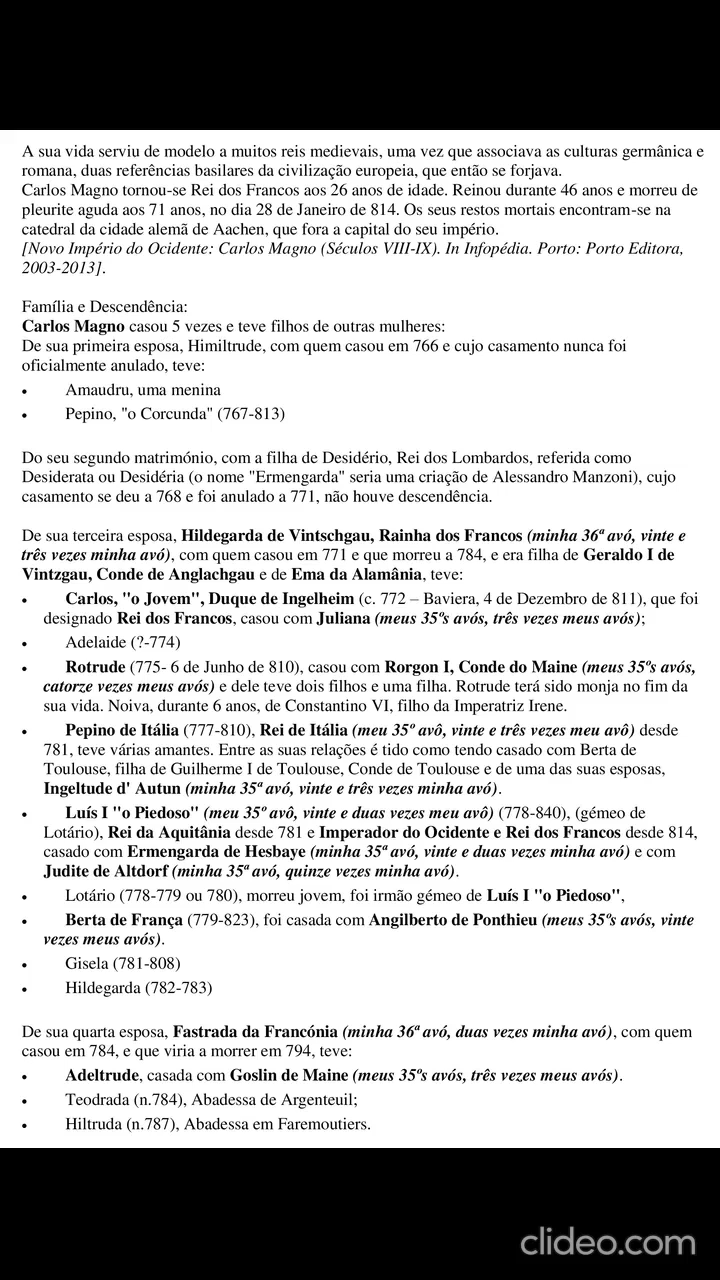 A sua vida serviu de modelo a muitos reis medievais, uma vez que associava as culturas germânica e
romana, duas referências basilares da civilização europeia, que então se forjava.
Carlos Magno tornou-se Rei dos Francos aos 26 anos de idade. Reinou durante 46 anos e morreu de
pleurite aguda aos 71 anos, no dia 28 de Janeiro de 814. Os seus restos mortais encontram-se na
catedral da cidade alemã de Aachen, que fora a capital do seu império.
[Novo Império do Ocidente: Carlos Magno (Séculos VIII-IX). In Infopédia. Porto: Porto Editora,
2003-2013].
Família e Descendência:
Carlos Magno casou 5 vezes e teve filhos de outras mulheres:
De sua primeira esposa, Himiltrude, com quem casou em 766 e cujo casamento nunca foi
oficialmente anulado, teve:
• Amaudru, uma menina
• Pepino, "o Corcunda" (767-813)
Do seu segundo matrimónio, com a filha de Desidério, Rei dos Lombardos, referida como
Desiderata ou Desidéria (o nome "Ermengarda" seria uma criação de Alessandro Manzoni), cujo
casamento se deu a 768 e foi anulado a 771, não houve descendência.
De sua terceira esposa, Hildegarda de Vintschgau, Rainha dos Francos (minha 36ª avó, vinte e
três vezes minha avó), com quem casou em 771 e que morreu a 784, e era filha de Geraldo I de
Vintzgau, Conde de Anglachgau e de Ema da Alamânia, teve:
• Carlos, "o Jovem", Duque de Ingelheim (c. 772 – Baviera, 4 de Dezembro de 811), que foi
designado Rei dos Francos, casou com Juliana (meus 35ºs avós, três vezes meus avós);
• Adelaide (?-774)
• Rotrude (775- 6 de Junho de 810), casou com Rorgon I, Conde do Maine (meus 35ºs avós,
catorze vezes meus avós) e dele teve dois filhos e uma filha. Rotrude terá sido monja no fim da
sua vida. Noiva, durante 6 anos, de Constantino VI, filho da Imperatriz Irene.
• Pepino de Itália (777-810), Rei de Itália (meu 35º avô, vinte e três vezes meu avô) desde
781, teve várias amantes. Entre as suas relações é tido como tendo casado com Berta de
Toulouse, filha de Guilherme I de Toulouse, Conde de Toulouse e de uma das suas esposas,
Ingeltude d' Autun (minha 35ª avó, vinte e três vezes minha avó).
• Luís I "o Piedoso" (meu 35º avô, vinte e duas vezes meu avô) (778-840), (gémeo de
Lotário), Rei da Aquitânia desde 781 e Imperador do Ocidente e Rei dos Francos desde 814,
casado com Ermengarda de Hesbaye (minha 35ª avó, vinte e duas vezes minha avó) e com
Judite de Altdorf (minha 35ª avó, quinze vezes minha avó).
• Lotário (778-779 ou 780), morreu jovem, foi irmão gémeo de Luís I "o Piedoso",
• Berta de França (779-823), foi casada com Angilberto de Ponthieu (meus 35ºs avós, vinte
vezes meus avós).
• Gisela (781-808)
• Hildegarda (782-783)
De sua quarta esposa, Fastrada da Francónia (minha 36ª avó, duas vezes minha avó), com quem
casou em 784, e que viria a morrer em 794, teve:
• Adeltrude, casada com Goslin de Maine (meus 35ºs avós, três vezes meus avós).
• Teodrada (n.784), Abadessa de Argenteuil;
• Hiltruda (n.787), Abadessa em Faremoutiers.
clideo.com